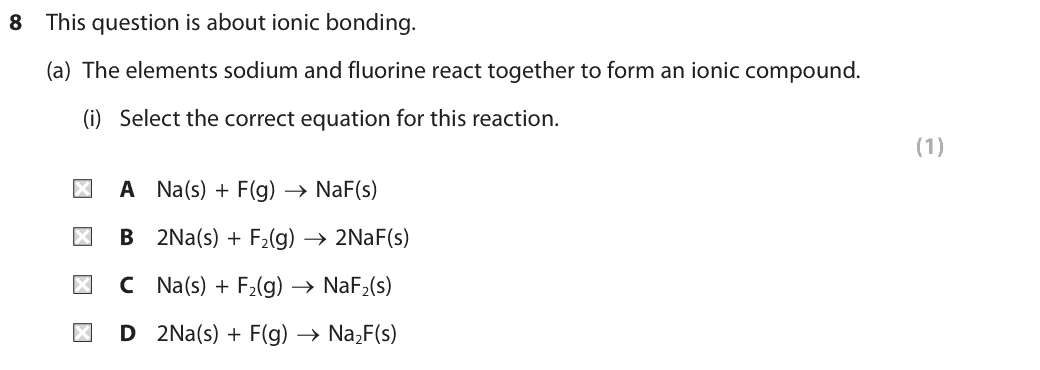 8 This question is about ionic bonding.
(a) The elements sodium and fluorine react together to form an ionic compound.
(i) Select the correct equation for this reaction.
(1)
A Na(s) + F(g) → NaF(s)
B 2Na(s) + F₂(g) → 2NaF(s)
C Na(s) + F₂(g) → NaF₂(s)
D 2Na(s) + F(g) → Na₂F(s)